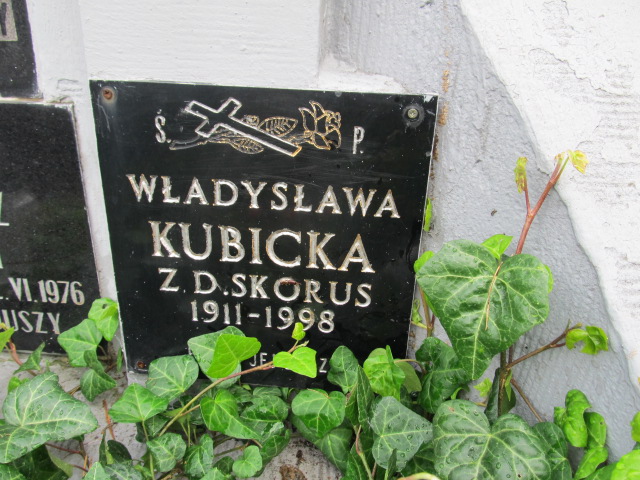 Ś. P.
WŁADYSŁAWA
KUBICKA
Z D. SKORUS
1911-1998
VI.1976